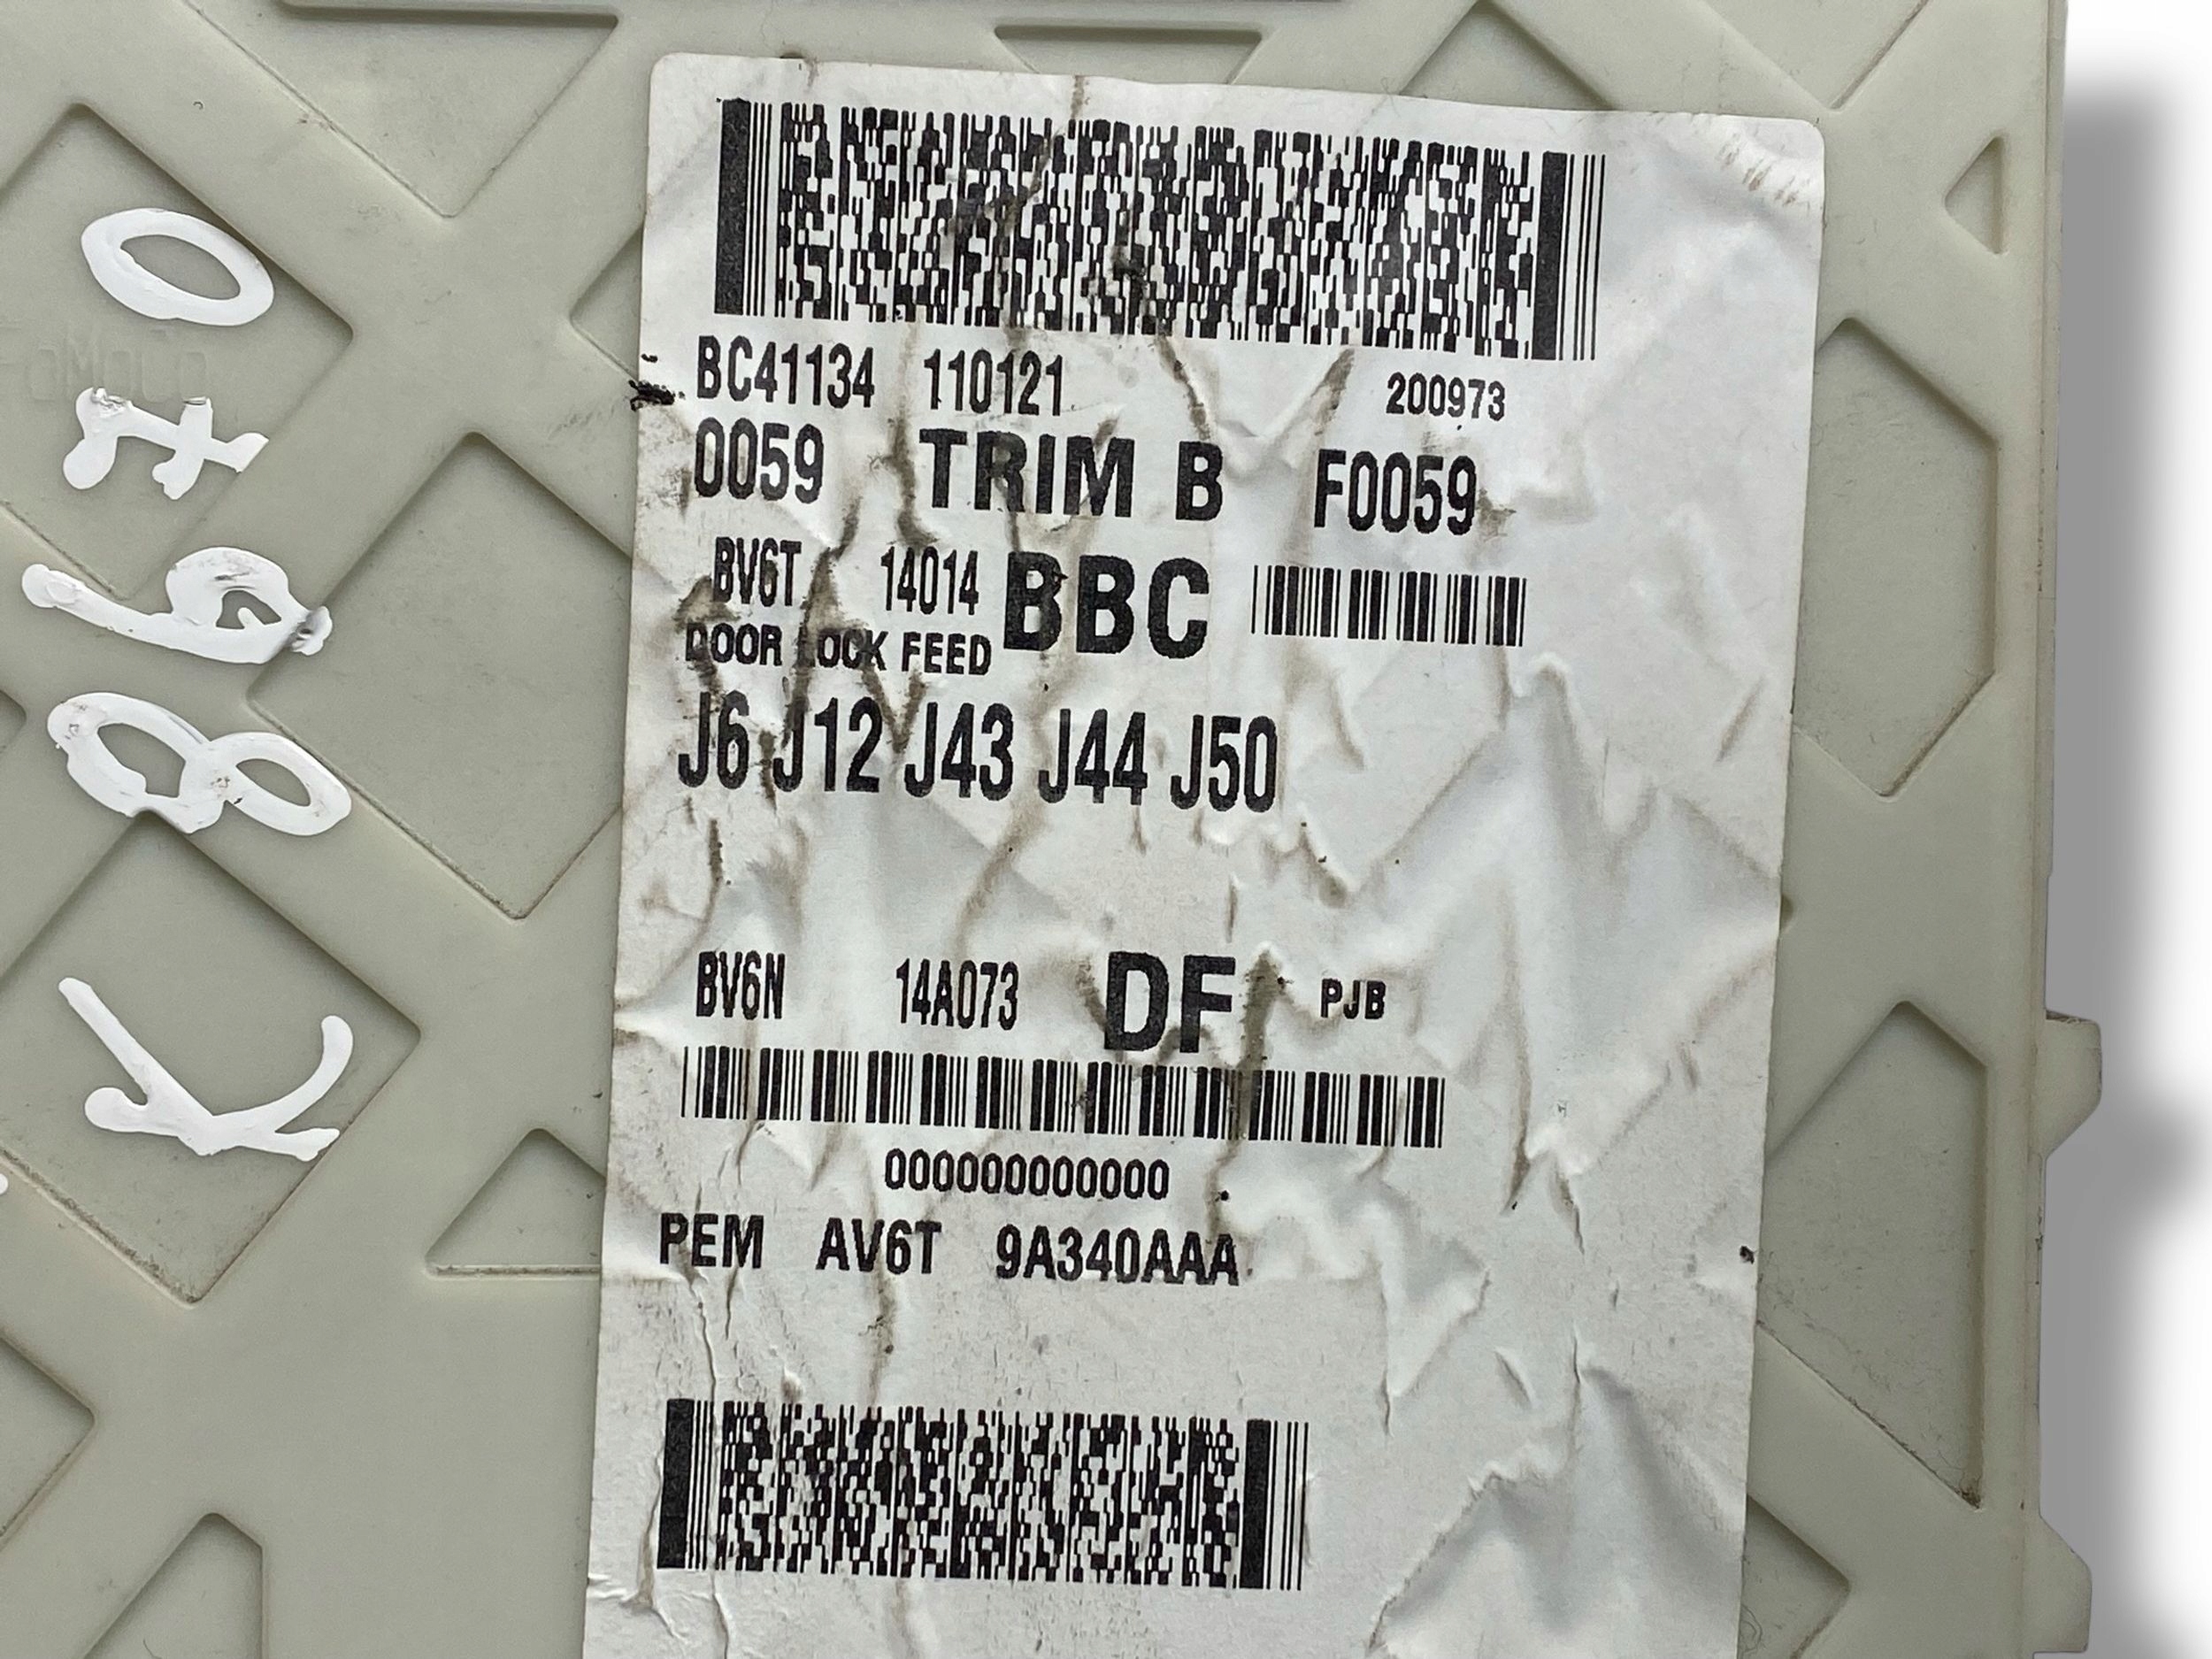 BC41134 110121 200973
0059 TRIM B F0059
BV6T 14014 BBC
DOOR LOCK FEED
J6 J12 J43 J44 J50
BV6N 14A073 DF PJB
000000000000
PEM AV6T 9A340AAA